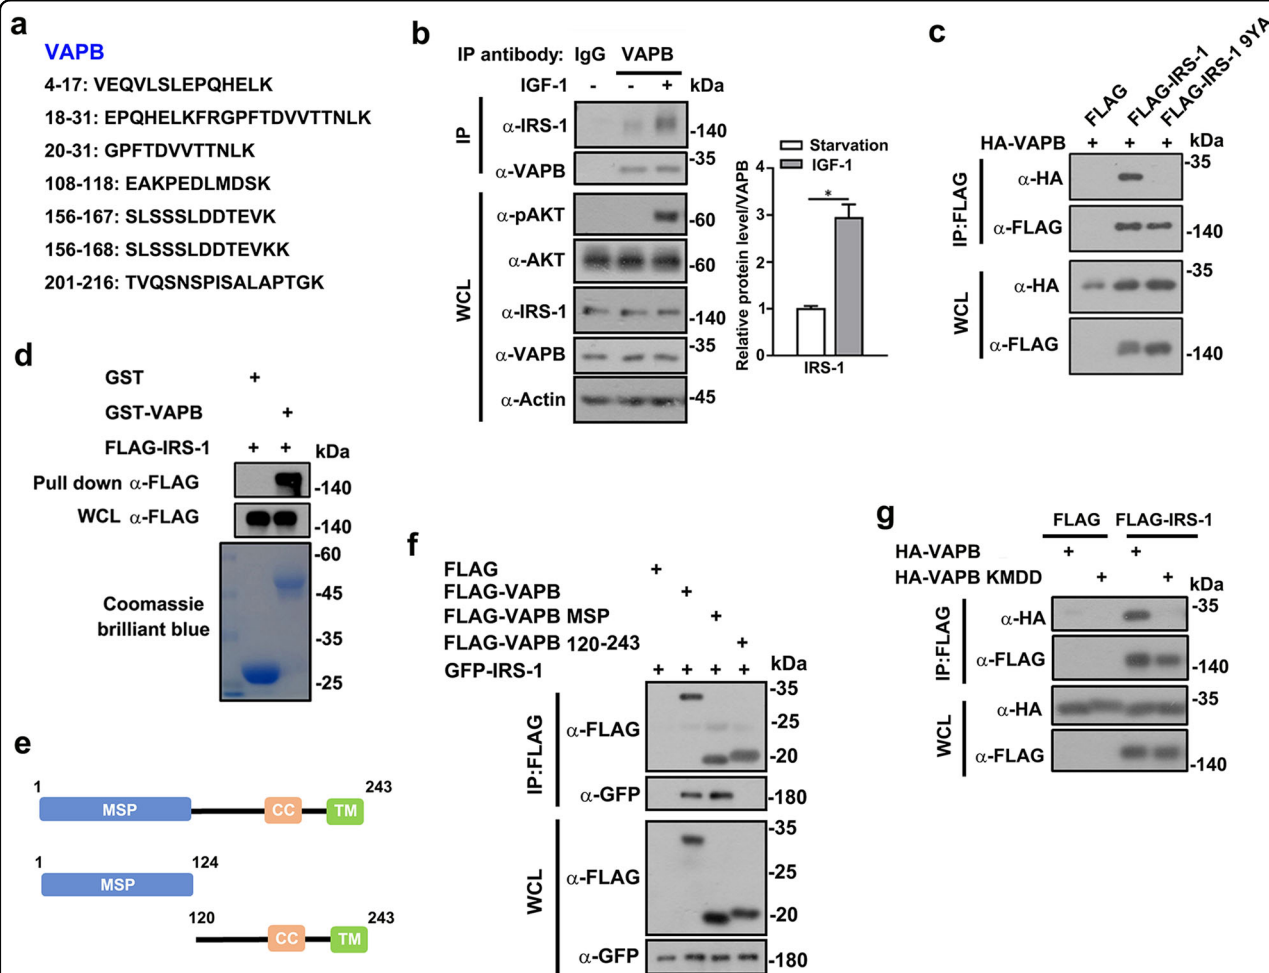 a
VAPB
4-17: VEQVLSLEPQHELK
18-31: EPQHELKFRGPFTDVVTTNLK
20-31: GPFTDVVTTNLK
108-118: EAKPEDLMDSK
156-167: SLSSSLDDTEVK
156-168: SLSSSLDDTEVKK
201-216: TVQSNSPISALAPTGK
b
IP antibody: IgG VAPB
IGF-1 - - + kDa
IP
α-IRS-1 -140
α-VAPB -35
WCL
α-pAKT -60
α-AKT -60
α-IRS-1 -140
α-VAPB -35
α-Actin -45
Starvation
IGF-1
Relative protein level/VAPB
4
3
2
1
0
*
IRS-1
c
FLAG
FLAG-IRS-1
FLAG-IRS-1 9YA
HA-VAPB + + + kDa
IP:FLAG
α-HA -35
α-FLAG -140
WCL
α-HA -35
α-FLAG -140
d
GST +
GST-VAPB +
FLAG-IRS-1 + + kDa
Pull down α-FLAG -140
WCL α-FLAG -140
Coomassie
brilliant blue
-60
-45
-35
-25
e
1 243
MSP CC TM
1 124
MSP
120 243
CC TM
f
FLAG +
FLAG-VAPB +
FLAG-VAPB MSP +
FLAG-VAPB 120-243 +
GFP-IRS-1 + + + + kDa
IP:FLAG
α-FLAG
-35
-25
-20
α-GFP -180
WCL
α-FLAG
-35
-25
-20
α-GFP -180
g
FLAG FLAG-IRS-1
HA-VAPB + +
HA-VAPB KMDD + + kDa
IP:FLAG
α-HA -35
α-FLAG -140
WCL
α-HA -35
α-FLAG -140